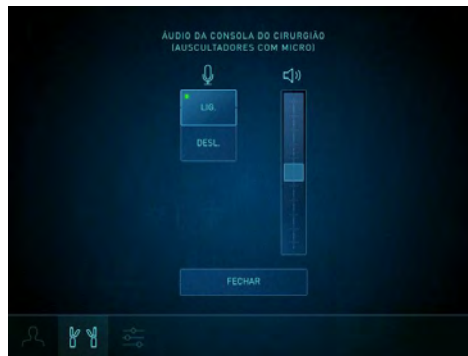 ÁUDIO DA CONSOLA DO CIRURGIÃO
(AUSCULTADORES COM MICRO)
LIG.
DESL.
FECHAR